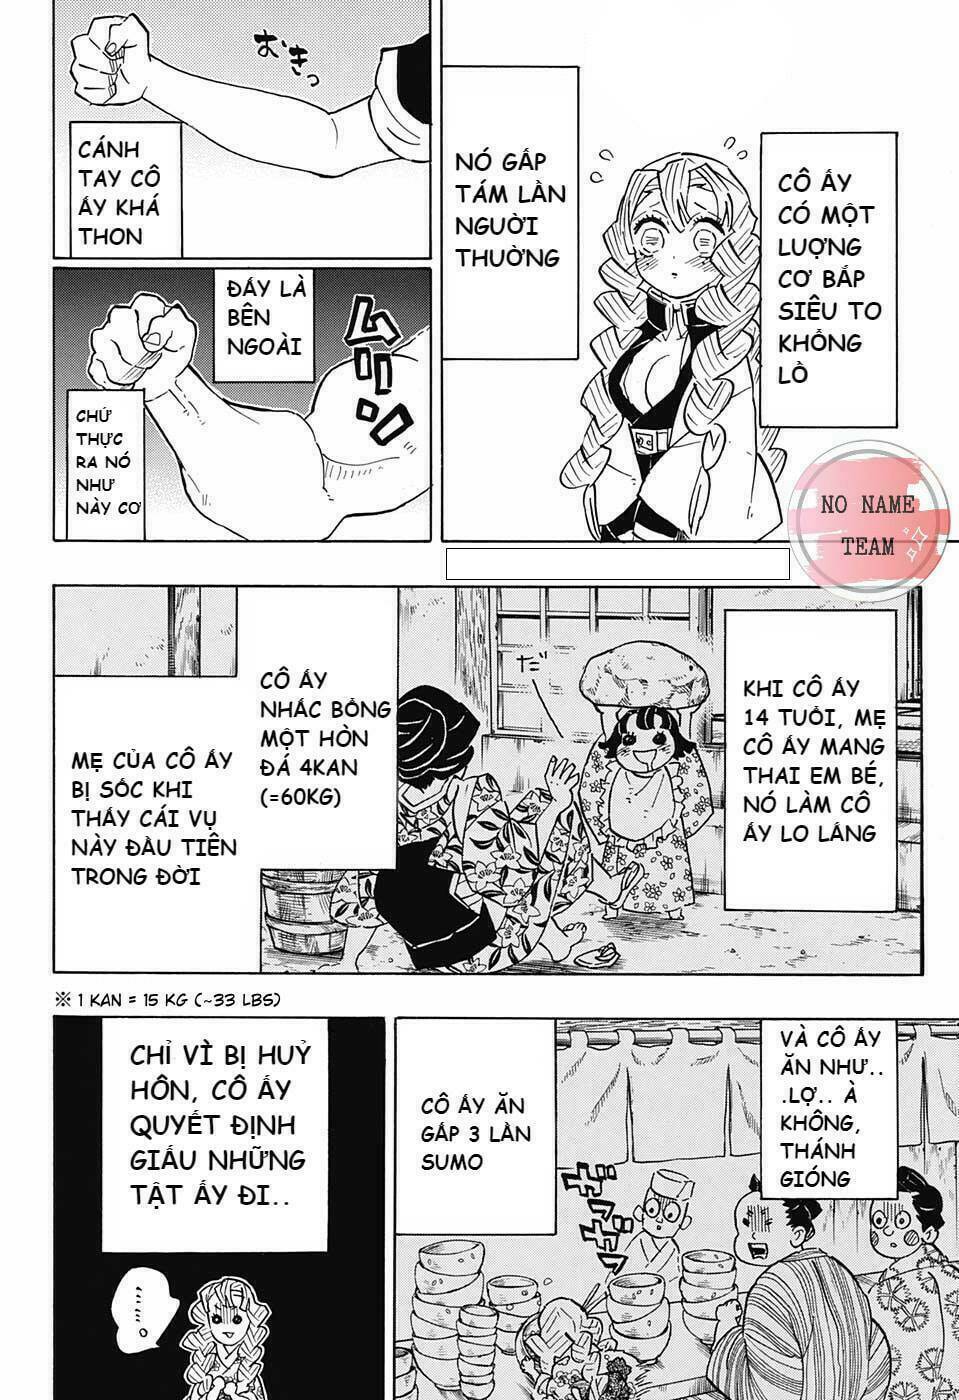 CÔ ẤY
CÓ MỘT
LƯỢNG
CƠ BẮP
SIÊU TO
KHỔNG
LỒ
NÓ GẤP
TÁM LẦN
NGƯỜI
THƯỜNG
おきっ
CÁNH
TAY CÔ
ẤY KHÁ
THON
ĐẤY LÀ
BÊN
NGOÀI
ムキッ
CHỨ
THỰC
RA NÓ
NHƯ
NÀY CƠ
NO NAME
TEAM
KHI CÔ ẤY
14 TUỔI, MẸ
CÔ ẤY MANG
THAI EM BÉ,
NÓ LÀM CÔ
ẤY LO LẮNG
CÔ ẤY
NHẤC BỔNG
MỘT HÒN
ĐÁ 4KAN
(=60KG)
MẸ CỦA CÔ ẤY
BỊ SỐC KHI
THẤY CÁI VỤ
NÀY ĐẦU TIÊN
TRONG ĐỜI
※ 1 KAN = 15 KG (~33 LBS)
VÀ CÔ ẤY
ĂN NHƯ..
.LỢ.. À
KHÔNG,
THÁNH
GIÓNG
CÔ ẤY ĂN
GẤP 3 LẦN
SUMO
CHỈ VÌ BỊ HUỶ
HÔN, CÔ ẤY
QUYẾT ĐỊNH
GIẤU NHỮNG
TẬT ẤY ĐI..